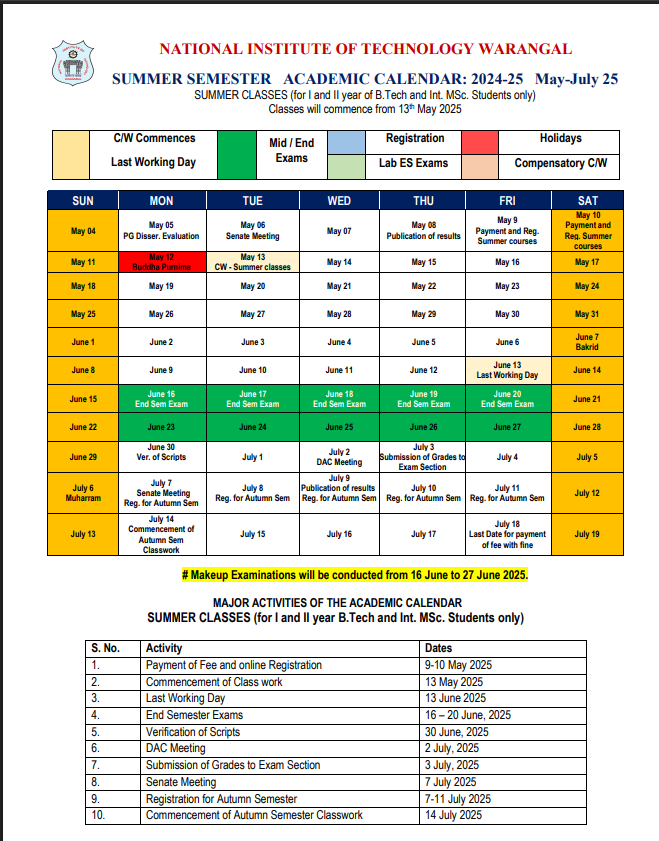 NATIONAL INSTITUTE OF TECHNOLOGY WARANGAL
SUMMER SEMESTER ACADEMIC CALENDAR: 2024-25 May-July 25
SUMMER CLASSES (for I and II year of B.Tech and Int. MSc. Students only)
Classes will commence from 13th May 2025
C/W Commences
Last Working Day
Mid / End
Exams
Registration
Lab ES Exams
Holidays
Compensatory C/W
SUN MON TUE WED THU FRI SAT
May 04
May 05
PG Disser. Evaluation
May 06
Senate Meeting
May 07
May 08
Publication of results
May 9
Payment and Reg.
Summer courses
May 10
Payment and
Reg. Summer
courses
May 11
May 12
Buddha Purnima
May 13
CW - Summer classes
May 14
May 15
May 16
May 17
May 18 May 19 May 20 May 21 May 22 May 23 May 24
May 25 May 26 May 27 May 28 May 29 May 30 May 31
June 1 June 2 June 3 June 4 June 5 June 6
June 7
Bakrid
June 8 June 9 June 10 June 11 June 12
June 13
Last Working Day
June 14
June 15
June 16
End Sem Exam
June 17
End Sem Exam
June 18
End Sem Exam
June 19
End Sem Exam
June 20
End Sem Exam
June 21
June 22 June 23 June 24 June 25 June 26 June 27 June 28
June 29
June 30
Ver. of Scripts
July 1
July 2
DAC Meeting
July 3
Submission of Grades to
Exam Section
July 4
July 5
July 6
Muharram
July 7
Senate Meeting
Reg. for Autumn Sem
July 8
Reg. for Autumn Sem
July 9
Publication of results
Reg. for Autumn Sem
July 10
Reg. for Autumn Sem
July 11
Reg. for Autumn Sem
July 12
July 13
July 14
Commencement of
Autumn Sem
Classwork
July 15
July 16
July 17
July 18
Last Date for payment
of fee with fine
July 19
# Makeup Examinations will be conducted from 16 June to 27 June 2025.
MAJOR ACTIVITIES OF THE ACADEMIC CALENDAR
SUMMER CLASSES (for I and II year B.Tech and Int. MSc. Students only)
S. No. Activity Dates
1. Payment of Fee and online Registration 9-10 May 2025
2. Commencement of Class work 13 May 2025
3. Last Working Day 13 June 2025
4. End Semester Exams 16 – 20 June, 2025
5. Verification of Scripts 30 June, 2025
6. DAC Meeting 2 July, 2025
7. Submission of Grades to Exam Section 3 July, 2025
8. Senate Meeting 7 July 2025
9. Registration for Autumn Semester 7-11 July 2025
10. Commencement of Autumn Semester Classwork 14 July 2025